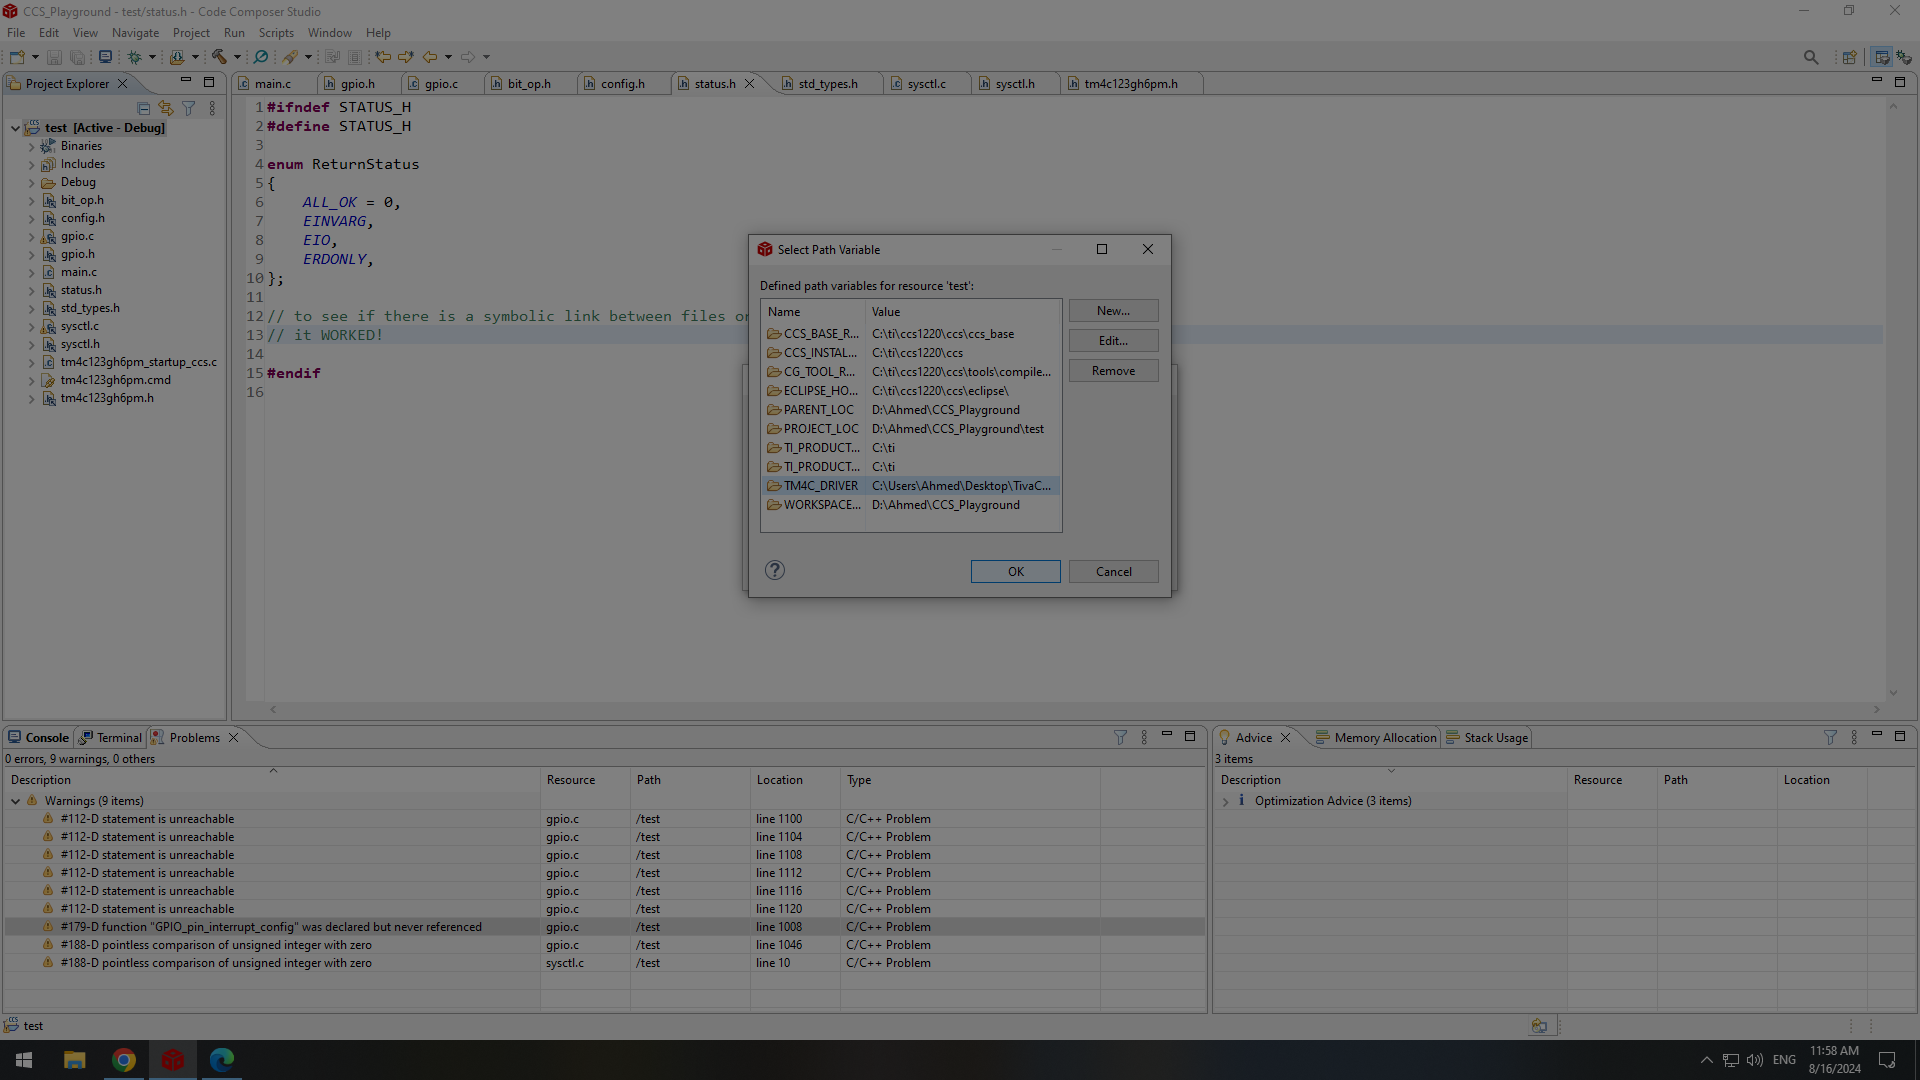 CCS_Playground - test/status.h - Code Composer Studio
File Edit View Navigate Project Run Scripts Window Help
Project Explorer
main.c gpio.h gpio.c bit_op.h config.h status.h std_types.h sysctl.c sysctl.h tm4c123gh6pm.h
test [Active - Debug]
Binaries
Includes
Debug
bit_op.h
config.h
gpio.c
gpio.h
main.c
status.h
std_types.h
sysctl.c
sysctl.h
tm4c123gh6pm_startup_ccs.c
tm4c123gh6pm.cmd
tm4c123gh6pm.h
1 #ifndef STATUS_H
2 #define STATUS_H
3
4 enum ReturnStatus
5 {
6 ALL_OK = 0,
7 EINVARG,
8 EIO,
9 ERDONLY,
10 };
11
12 // to see if there is a symbolic link between files or
13 // it WORKED!
14
15 #endif
16
Select Path Variable
Defined path variables for resource 'test':
Name Value
CCS_BASE_R... C:\ti\ccs1220\ccs\ccs_base
CCS_INSTAL... C:\ti\ccs1220\ccs
CG_TOOL_R... C:\ti\ccs1220\ccs\tools\compile...
ECLIPSE_HO... C:\ti\ccs1220\ccs\eclipse\
PARENT_LOC D:\Ahmed\CCS_Playground
PROJECT_LOC D:\Ahmed\CCS_Playground\test
TI_PRODUCT... C:\ti
TI_PRODUCT... C:\ti
TM4C_DRIVER C:\Users\Ahmed\Desktop\TivaC...
WORKSPACE... D:\Ahmed\CCS_Playground
New...
Edit...
Remove
OK Cancel
Console Terminal Problems
0 errors, 9 warnings, 0 others
Description Resource Path Location Type
Warnings (9 items)
#112-D statement is unreachable gpio.c /test line 1100 C/C++ Problem
#112-D statement is unreachable gpio.c /test line 1104 C/C++ Problem
#112-D statement is unreachable gpio.c /test line 1108 C/C++ Problem
#112-D statement is unreachable gpio.c /test line 1112 C/C++ Problem
#112-D statement is unreachable gpio.c /test line 1116 C/C++ Problem
#112-D statement is unreachable gpio.c /test line 1120 C/C++ Problem
#179-D function "GPIO_pin_interrupt_config" was declared but never referenced gpio.c /test line 1008 C/C++ Problem
#188-D pointless comparison of unsigned integer with zero gpio.c /test line 1046 C/C++ Problem
#188-D pointless comparison of unsigned integer with zero sysctl.c /test line 10 C/C++ Problem
Advice Memory Allocation Stack Usage
3 items
Description Resource Path Location
Optimization Advice (3 items)
test
ENG
11:58 AM
8/16/2024